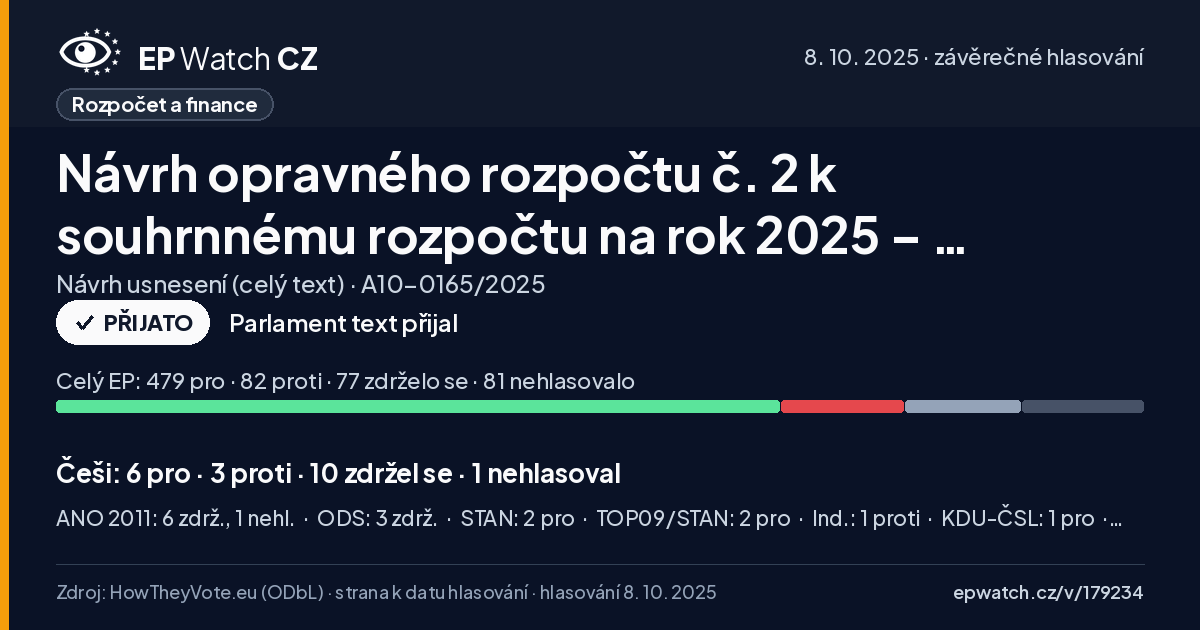 EP Watch CZ
8. 10. 2025 · závěrečné hlasování
Rozpočet a finance
Návrh opravného rozpočtu č. 2 k
souhrnnému rozpočtu na rok 2025 – …
Návrh usnesení (celý text) · A10-0165/2025
✓ PŘIJATO Parlament text přijal
Celý EP: 479 pro · 82 proti · 77 zdrželo se · 81 nehlasovalo
Češi: 6 pro · 3 proti · 10 zdržel se · 1 nehlasoval
ANO 2011: 6 zdrž., 1 nehl. · ODS: 3 zdrž. · STAN: 2 pro · TOP09/STAN: 2 pro · Ind.: 1 proti · KDU-ČSL: 1 pro ·…
Zdroj: HowTheyVote.eu (ODbL) · strana k datu hlasování · hlasování 8. 10. 2025
epwatch.cz/v/179234